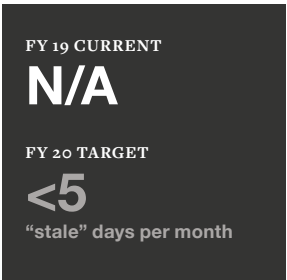 FY 19 CURRENT
N/A
FY 20 TARGET
<5
“stale” days per month